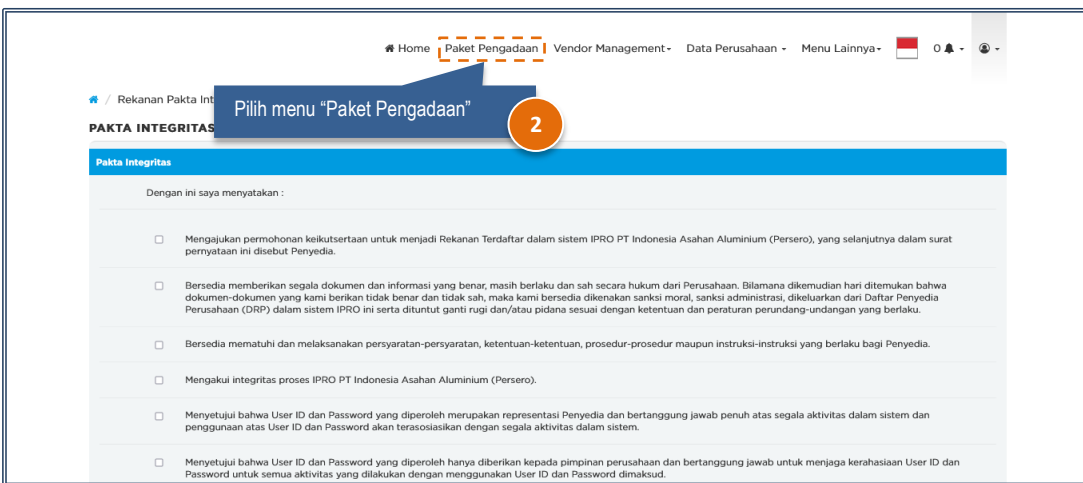 Home Paket Pengadaan Vendor Management Data Perusahaan Menu Lainnya 0
/ Rekanan Pakta Int
Pilih menu “Paket Pengadaan”
2
PAKTA INTEGRITAS
Pakta Integritas
Dengan ini saya menyatakan :
Mengajukan permohonan keikutsertaan untuk menjadi Rekanan Terdaftar dalam sistem IPRO PT Indonesia Asahan Aluminium (Persero), yang selanjutnya dalam surat
pernyataan ini disebut Penyedia.
Bersedia memberikan segala dokumen dan informasi yang benar, masih berlaku dan sah secara hukum dari Perusahaan. Bilamana dikemudian hari ditemukan bahwa
dokumen-dokumen yang kami berikan tidak benar dan tidak sah, maka kami bersedia dikenakan sanksi moral, sanksi administrasi, dikeluarkan dari Daftar Penyedia
Perusahaan (DRP) dalam sistem IPRO ini serta dituntut ganti rugi dan/atau pidana sesuai dengan ketentuan dan peraturan perundang-undangan yang berlaku.
Bersedia mematuhi dan melaksanakan persyaratan-persyaratan, ketentuan-ketentuan, prosedur-prosedur maupun instruksi-instruksi yang berlaku bagi Penyedia.
Mengakui integritas proses IPRO PT Indonesia Asahan Aluminium (Persero).
Menyetujui bahwa User ID dan Password yang diperoleh merupakan representasi Penyedia dan bertanggung jawab penuh atas segala aktivitas dalam sistem dan
penggunaan atas User ID dan Password akan terasosiasikan dengan segala aktivitas dalam sistem.
Menyetujui bahwa User ID dan Password yang diperoleh hanya diberikan kepada pimpinan perusahaan dan bertanggung jawab untuk menjaga kerahasiaan User ID dan
Password untuk semua aktivitas yang dilakukan dengan menggunakan User ID dan Password dimaksud.